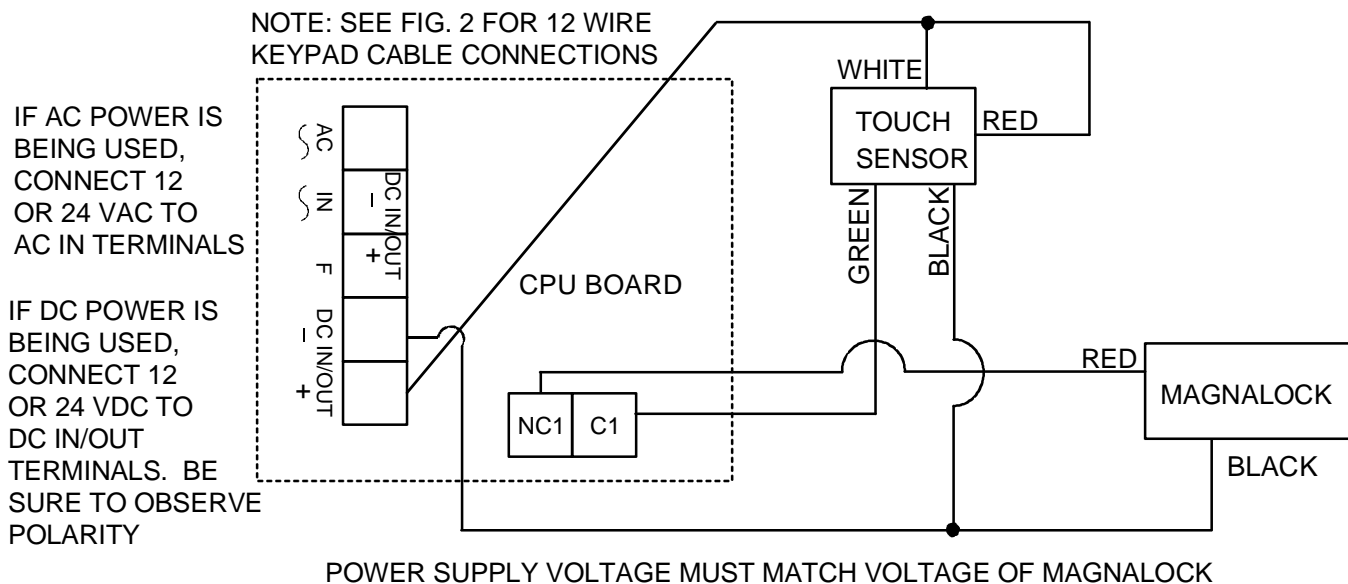 NOTE: SEE FIG. 2 FOR 12 WIRE
KEYPAD CABLE CONNECTIONS
IF AC POWER IS
BEING USED,
CONNECT 12
OR 24 VAC TO
AC IN TERMINALS
IF DC POWER IS
BEING USED,
CONNECT 12
OR 24 VDC TO
DC IN/OUT
TERMINALS. BE
SURE TO OBSERVE
POLARITY
AC
IN
F
DC IN/OUT
− +
DC IN/OUT
− +
CPU BOARD
NC1
C1
WHITE
TOUCH
SENSOR
RED
GREEN
BLACK
RED
MAGNALOCK
BLACK
POWER SUPPLY VOLTAGE MUST MATCH VOLTAGE OF MAGNALOCK